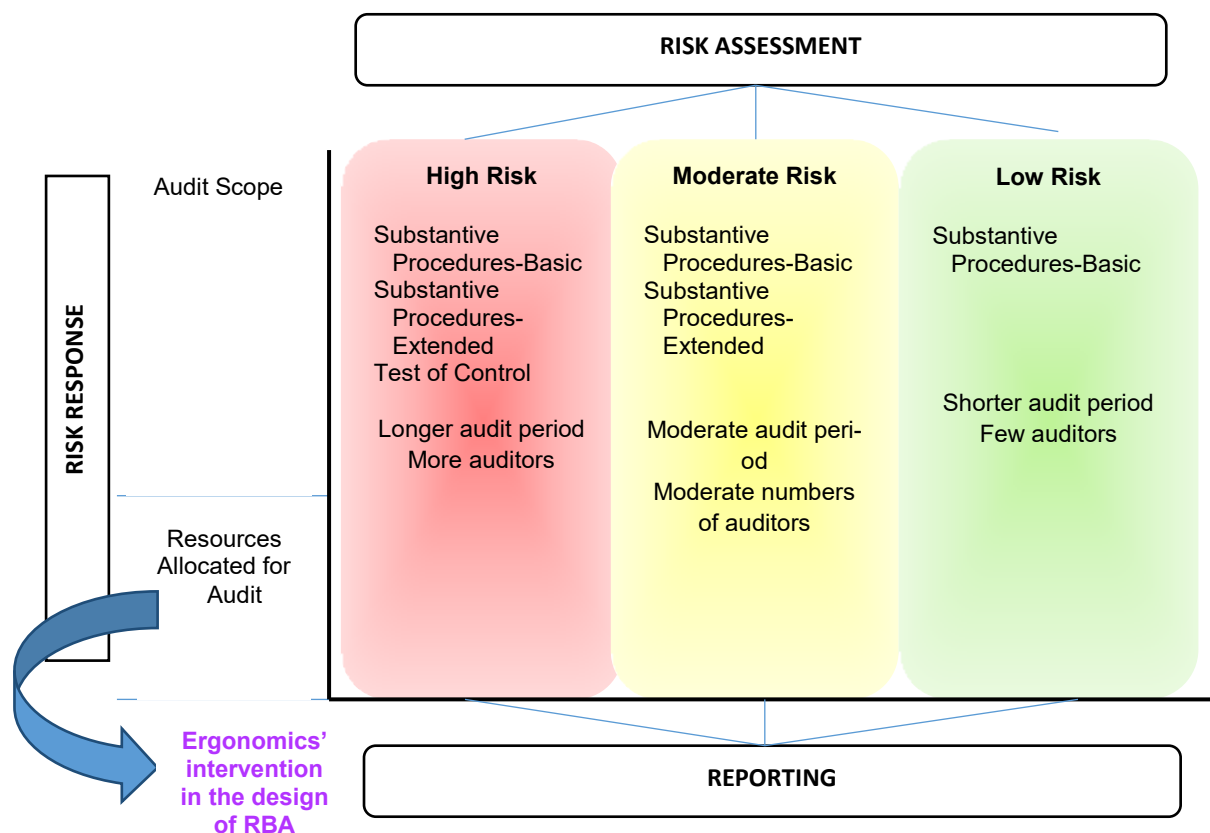 RISK ASSESSMENT
RISK RESPONSE
Audit Scope
High Risk
Substantive
Procedures-Basic
Substantive
Procedures-
Extended
Test of Control
Longer audit period
More auditors
Moderate Risk
Substantive
Procedures-Basic
Substantive
Procedures-
Extended
Moderate audit peri-
od
Moderate numbers
of auditors
Low Risk
Substantive
Procedures-Basic
Shorter audit period
Few auditors
Resources
Allocated for
Audit
Ergonomics’
intervention
in the design
of RBA
REPORTING